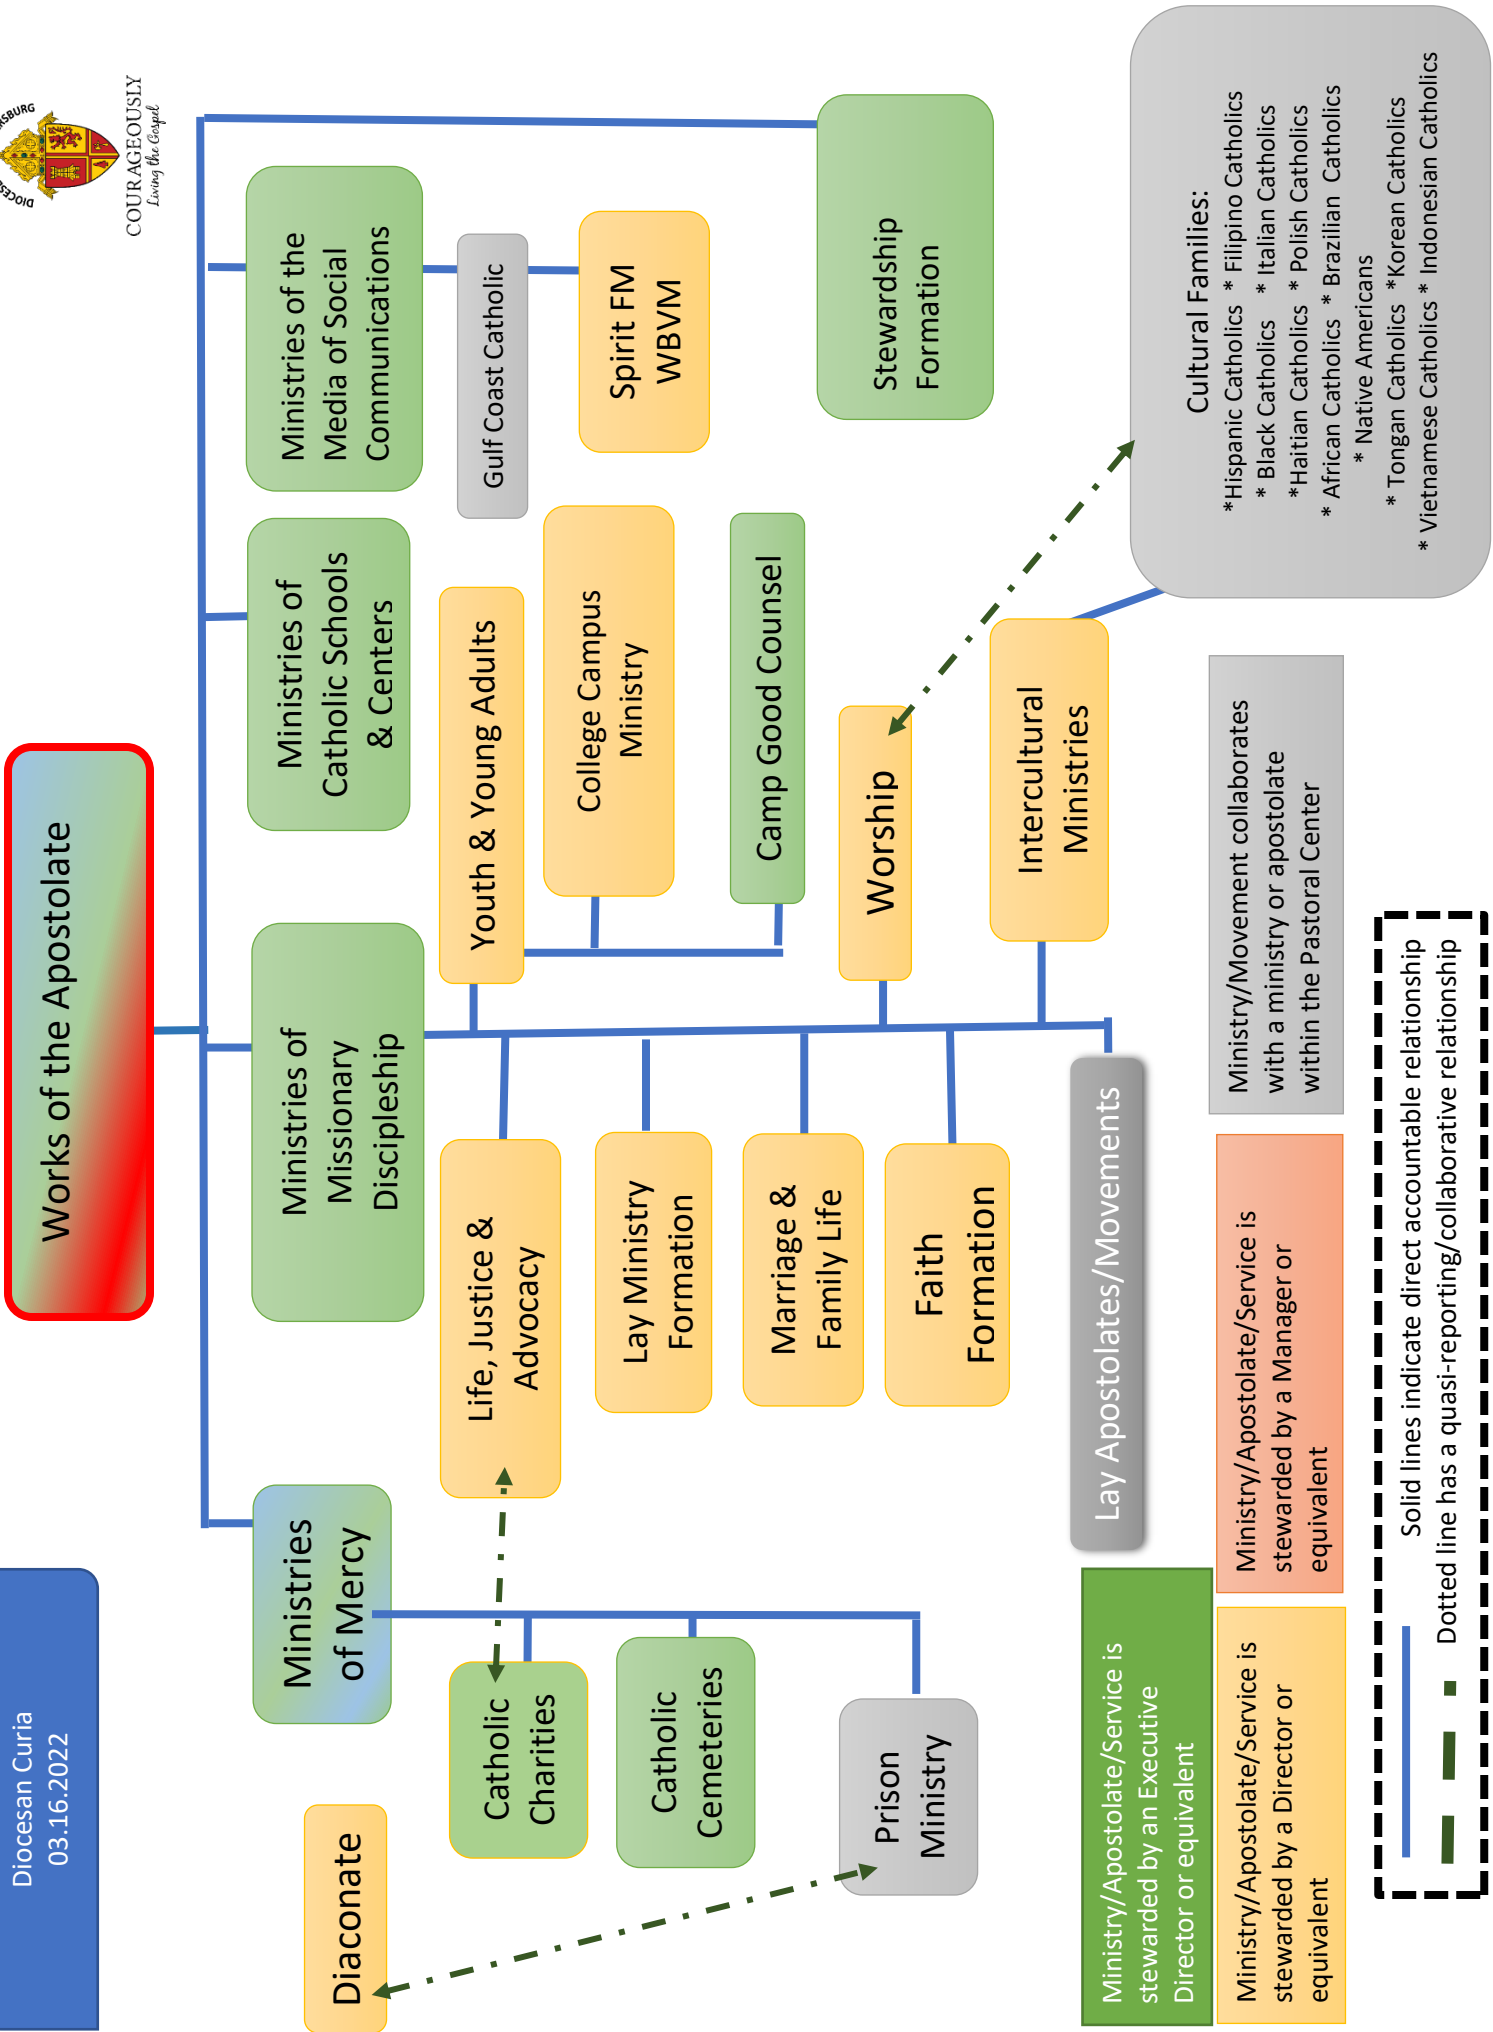 Diocesan Curia
03.16.2022
Works of the Apostolate
DIOCESE
SBURG
COURAGEOUSLY
Living the Gospel
Ministries
of Mercy
Ministries of
Missionary
Discipleship
Ministries of
Catholic Schools
& Centers
Ministries of the
Media of Social
Communications
Diaconate
Catholic
Charities
Catholic
Cemeteries
Prison
Ministry
Life, Justice &
Advocacy
Lay Ministry
Formation
Marriage &
Family Life
Faith
Formation
Lay Apostolates/Movements
Youth & Young Adults
College Campus
Ministry
Camp Good Counsel
Worship
Intercultural
Ministries
Gulf Coast Catholic
Spirit FM
WBVM
Stewardship
Formation
Cultural Families:
*Hispanic Catholics * Filipino Catholics
* Black Catholics * Italian Catholics
*Haitian Catholics * Polish Catholics
* African Catholics * Brazilian Catholics
* Native Americans
* Tongan Catholics *Korean Catholics
* Vietnamese Catholics * Indonesian Catholics
Ministry/Apostolate/Service is
stewarded by an Executive
Director or equivalent
Ministry/Apostolate/Service is
stewarded by a Director or
equivalent
Ministry/Apostolate/Service is
stewarded by a Manager or
equivalent
Ministry/Movement collaborates
with a ministry or apostolate
within the Pastoral Center
Solid lines indicate direct accountable relationship
Dotted line has a quasi-reporting/collaborative relationship